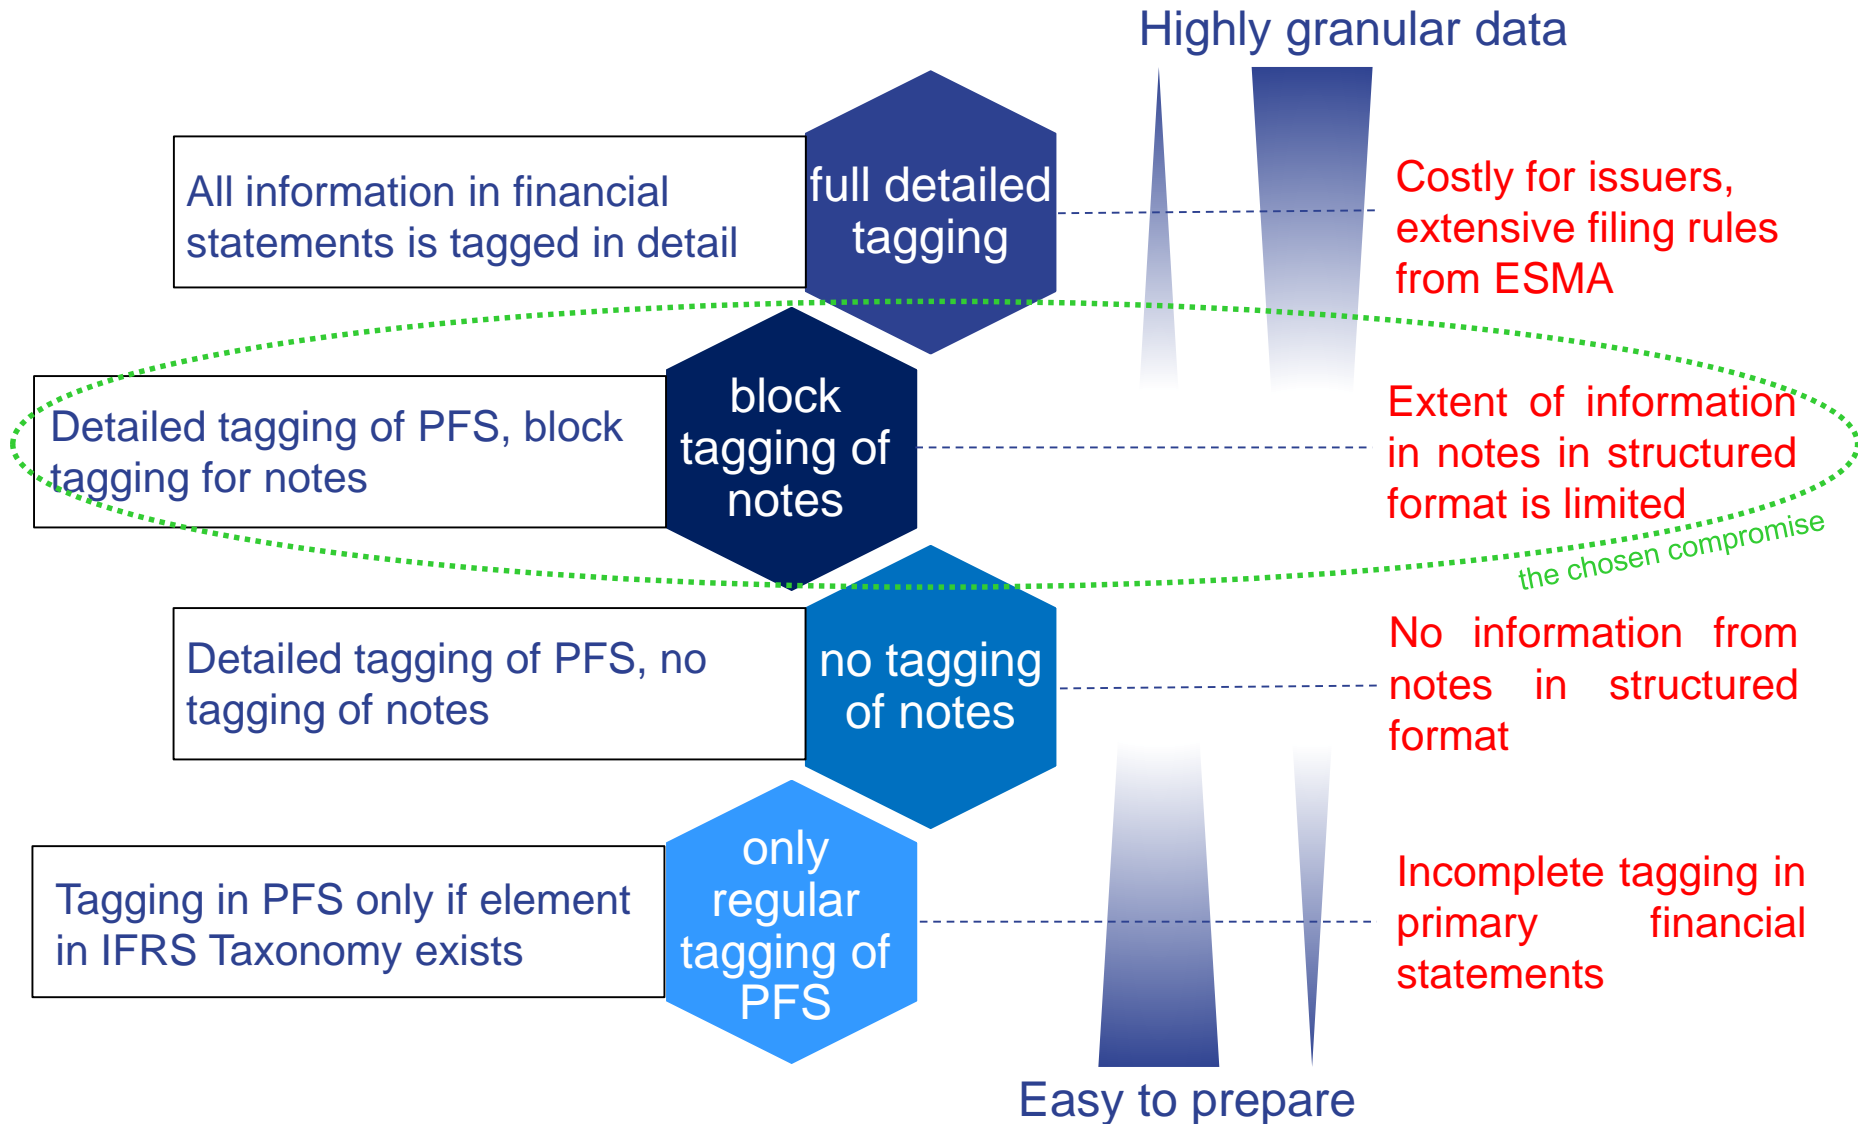 Highly granular data
All information in financial
statements is tagged in detail
full detailed
tagging
Costly for issuers,
extensive filing rules
from ESMA
Detailed tagging of PFS, block
tagging for notes
block
tagging of
notes
Extent of information
in notes in structured
format is limited
the chosen compromise
Detailed tagging of PFS, no
tagging of notes
no tagging
of notes
No information from
notes in structured
format
Tagging in PFS only if element
in IFRS Taxonomy exists
only
regular
tagging of
PFS
Incomplete tagging in
primary financial
statements
Easy to prepare